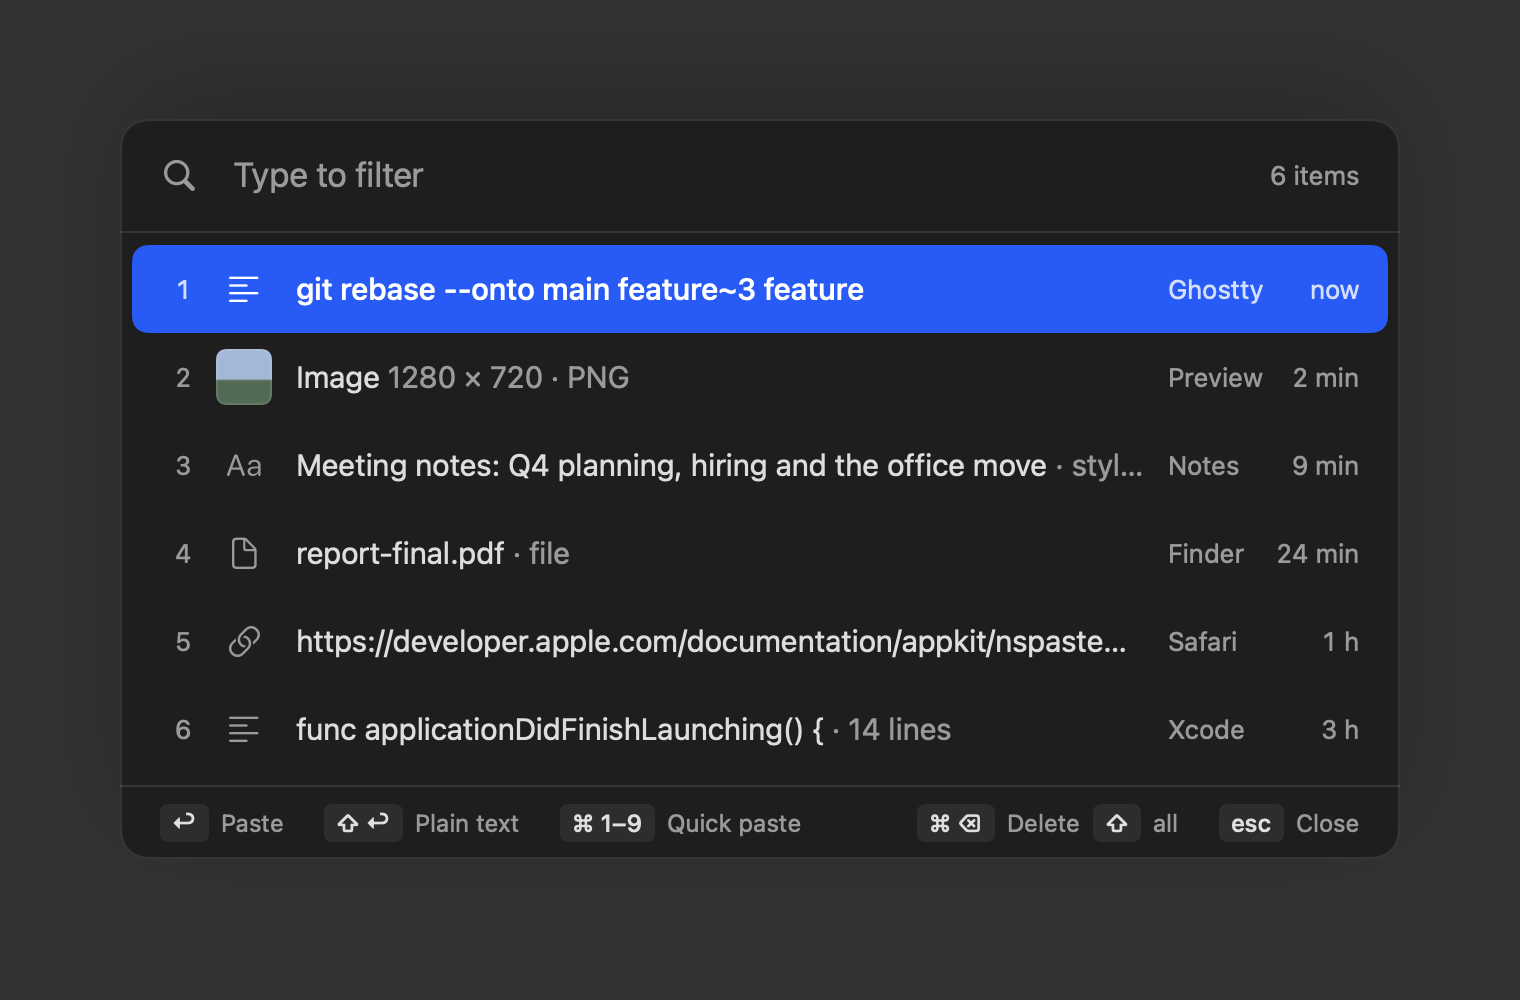 Type to filter 6 items
1 git rebase --onto main feature~3 feature Ghostty now
2 Image 1280 × 720 · PNG Preview 2 min
3 Aa Meeting notes: Q4 planning, hiring and the office move · styl... Notes 9 min
4 report-final.pdf · file Finder 24 min
5 https://developer.apple.com/documentation/appkit/nspaste... Safari 1 h
6 func applicationDidFinishLaunching() { · 14 lines Xcode 3 h
↩ Paste ⇧ ↩ Plain text ⌘ 1–9 Quick paste ⌘ ⌫ Delete ⇧ all esc Close